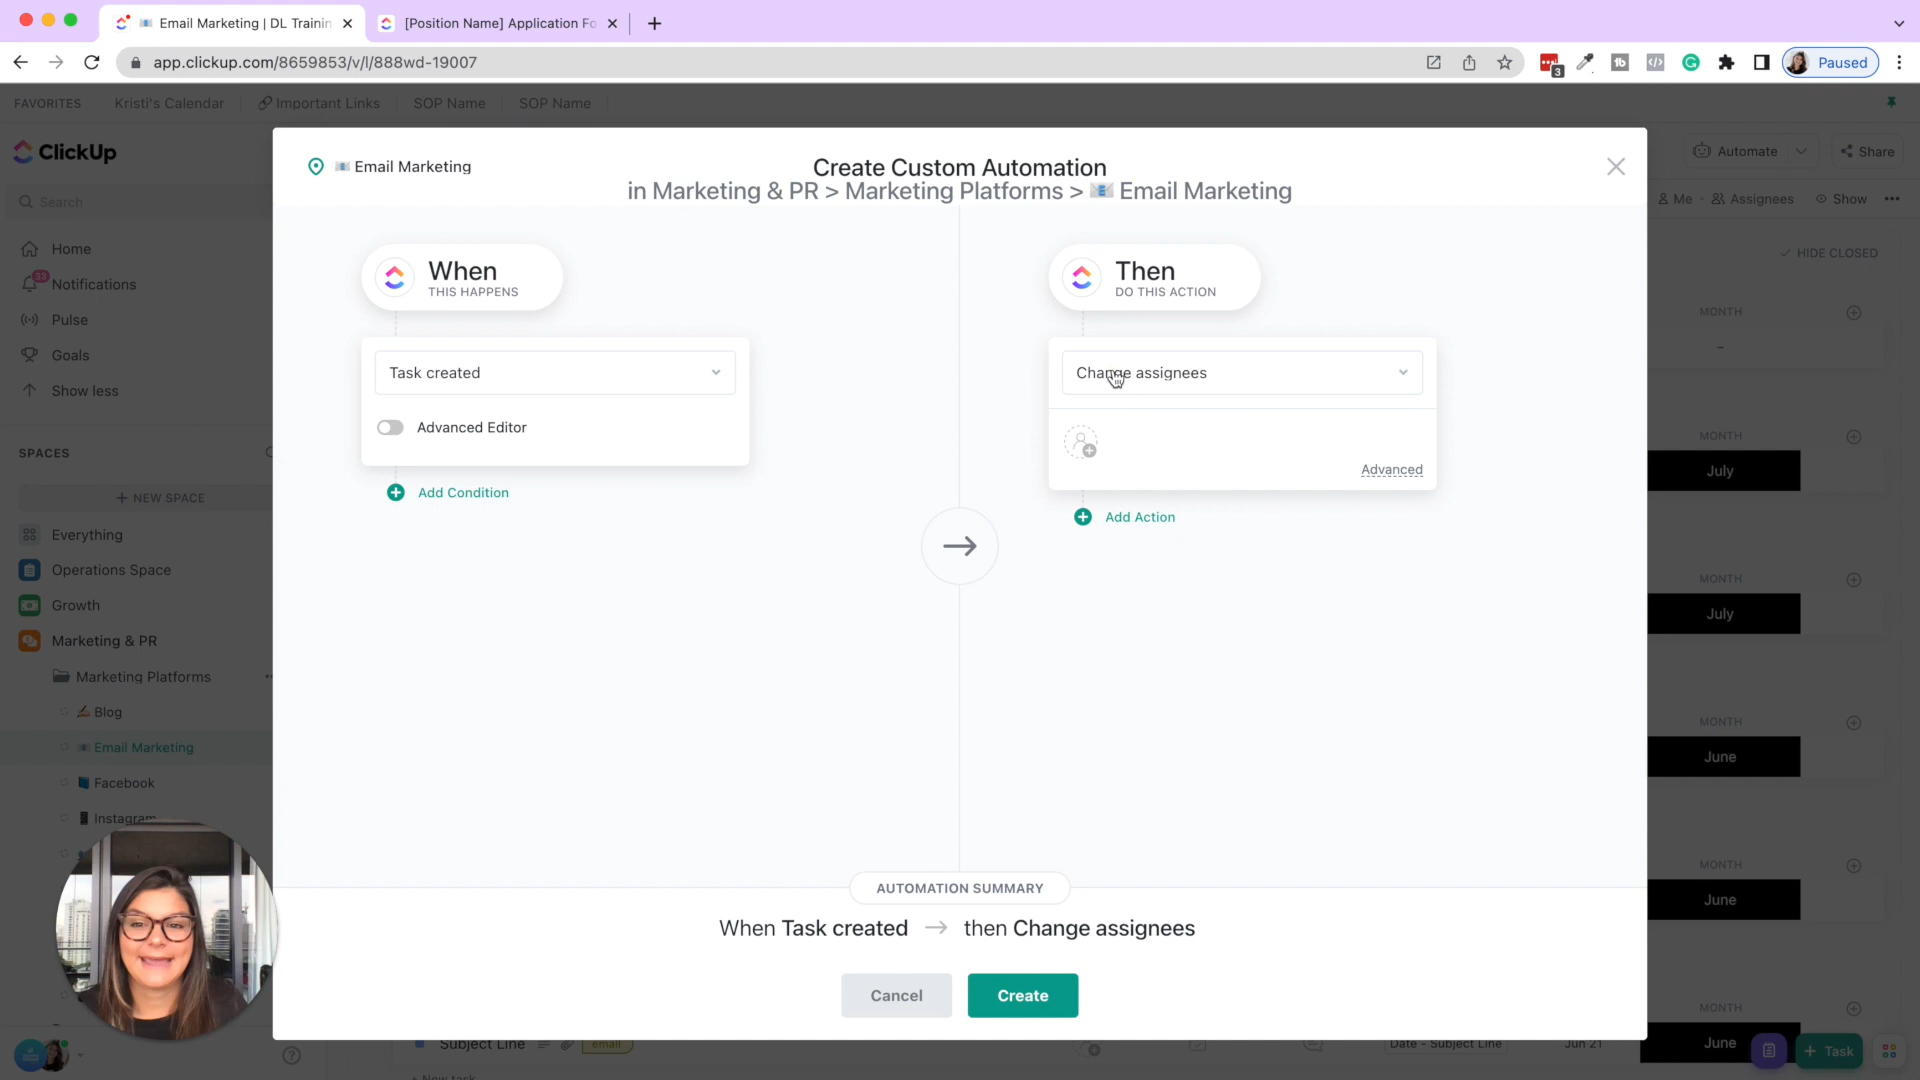 Email Marketing | DL Trainin
[Position Name] Application Fo
app.clickup.com/8659853/v/l/888wd-19007
3
Paused
FAVORITES
Kristi's Calendar
Important Links
SOP Name
SOP Name
ClickUp
Search
Home
33
Notifications
Pulse
Goals
Show less
SPACES
+ NEW SPACE
Everything
Operations Space
Growth
Marketing & PR
Marketing Platforms
Blog
Email Marketing
Facebook
Instagram
Email Marketing
Create Custom Automation
in Marketing & PR > Marketing Platforms > Email Marketing
When
THIS HAPPENS
Task created
Advanced Editor
Add Condition
Then
DO THIS ACTION
Change assignees
Advanced
Add Action
AUTOMATION SUMMARY
When Task created → then Change assignees
Cancel
Create
Automate
Share
Me
Assignees
Show
HIDE CLOSED
MONTH
-
MONTH
July
MONTH
July
MONTH
June
MONTH
June
MONTH
June
Subject Line
email
Date - Subject Line
Jun 21
+ New task
+ Task